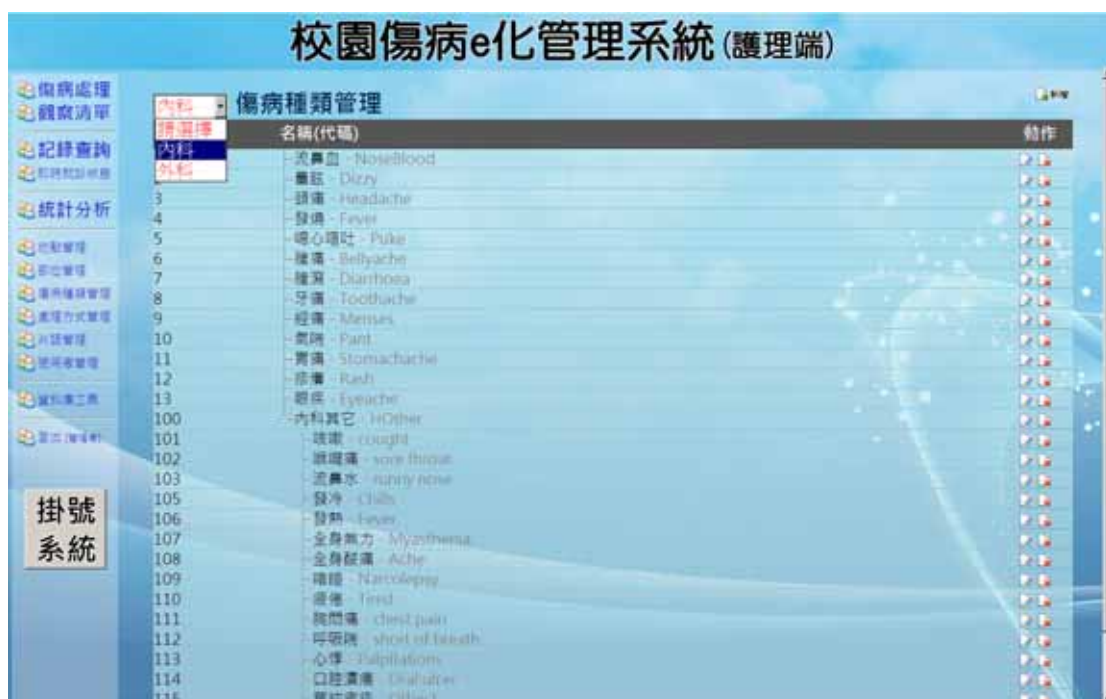 校園傷病e化管理系統(護理端)
傷病處理
觀察清單
記錄查詢
統計分析
掛號
系統
內科 傷病種類管理
請選擇
內科
外科
名稱(代碼) 動作
流鼻血 - NoseBlood
暈眩 - Dizzy
3 頭痛 - Headache
4 發燒 - Fever
5 噁心嘔吐 - Puke
6 腹痛 - Bellyache
7 腹瀉 - Diarrhoea
8 牙痛 - Toothache
9 經痛 - Menses
10 氣喘 - Pant
11 胃痛 - Stomachache
12 疹癢 - Rash
13 眼疾 - Eyeache
100 內科其它 - HOther
101 咳嗽 - cought
102 喉嚨痛 - sore throat
103 流鼻水 - runny nose
105 發冷 - Chills
106 發熱 - Fever
107 全身無力 - Myasthenia
108 全身酸痛 - Ache
109 嗜睡 - Narcolepsy
110 疲倦 - Tired
111 胸悶痛 - chest pain
112 呼吸喘 - short of breath
113 心悸 - Palpitations
114 口腔潰瘍 - Oral ulcer
115